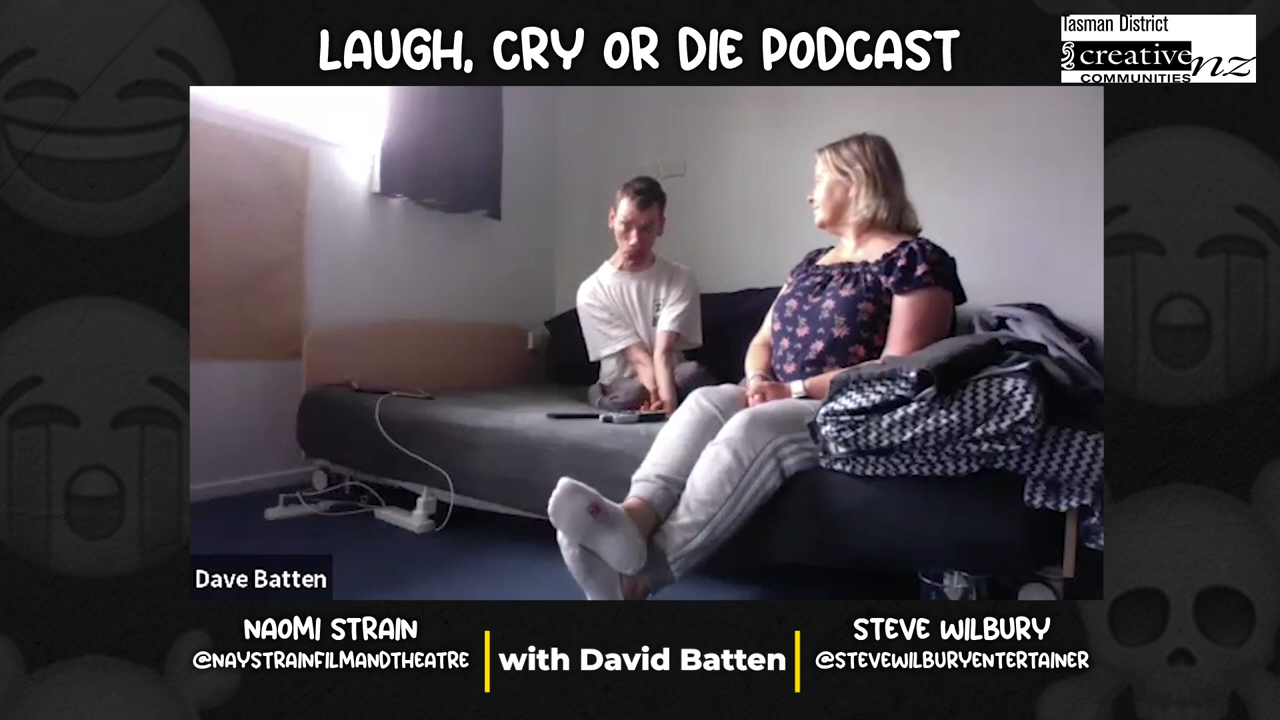 LAUGH, CRY OR DIE PODCAST
Tasman District
creative nz
COMMUNITIES
Dave Batten
NAOMI STRAIN
@NAYSTRAINFILMANDTHEATRE
with David Batten
STEVE WILBURY
@STEVEWILBURYENTERTAINER